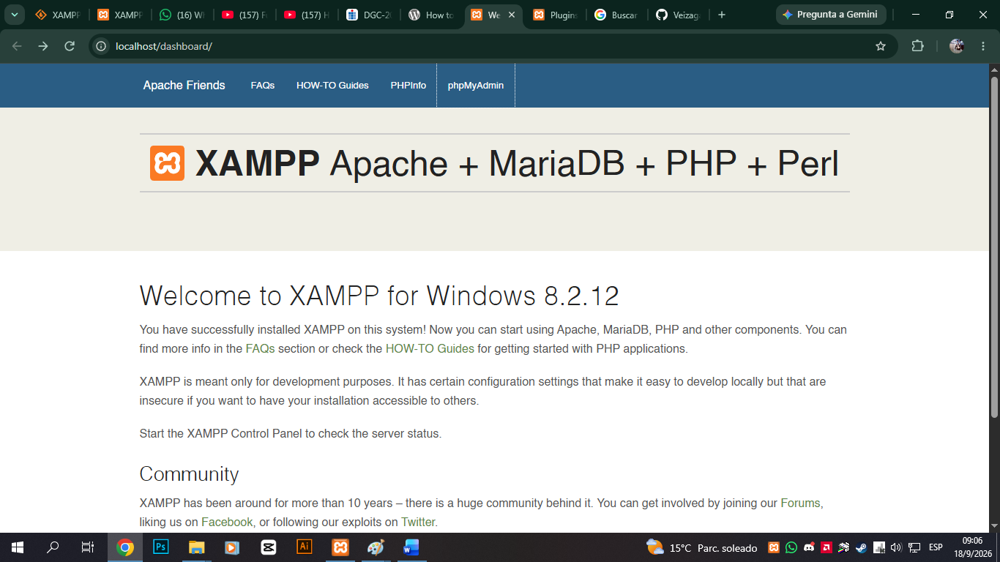 XAMPP
XAMPP
(16) W
(157) F
(157) H
DGC-20
How to
We
Plugins
Buscar
Veizaga
Pregunta a Gemini
localhost/dashboard/
Apache Friends
FAQs
HOW-TO Guides
PHPInfo
phpMyAdmin
XAMPP Apache + MariaDB + PHP + Perl
Welcome to XAMPP for Windows 8.2.12
You have successfully installed XAMPP on this system! Now you can start using Apache, MariaDB, PHP and other components. You can
find more info in the FAQs section or check the HOW-TO Guides for getting started with PHP applications.
XAMPP is meant only for development purposes. It has certain configuration settings that make it easy to develop locally but that are
insecure if you want to have your installation accessible to others.
Start the XAMPP Control Panel to check the server status.
Community
XAMPP has been around for more than 10 years – there is a huge community behind it. You can get involved by joining our Forums,
liking us on Facebook, or following our exploits on Twitter.
Ps
Ai
15°C Parc. soleado
ESP
09:06
18/9/2026